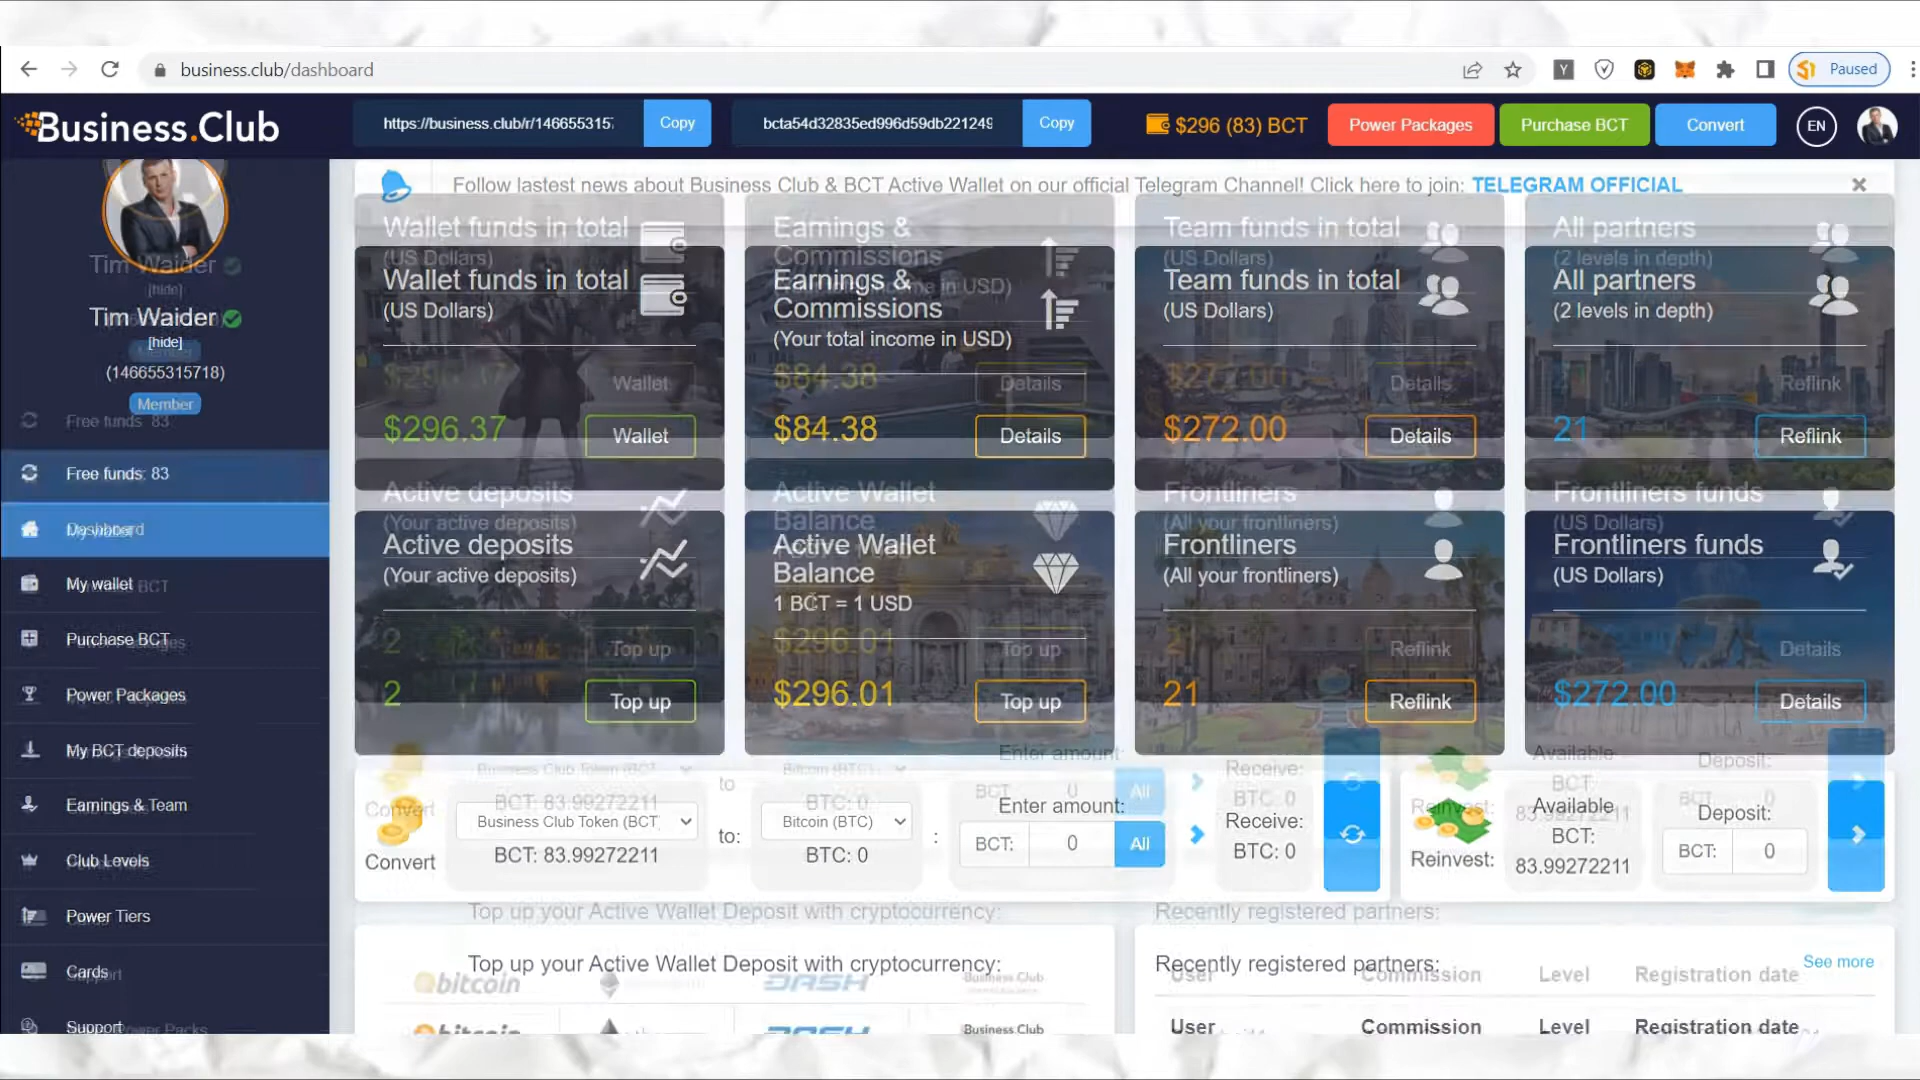 business.club/dashboard
Paused
Business.Club
https://business.club/r/14665531571
Copy
bcta54d32835ed996d59db221249
Copy
$296 (83) BCT
Power Packages
Purchase BCT
Convert
EN
Follow lastest news about Business Club & BCT Active Wallet on our official Telegram Channel! Click here to join: TELEGRAM OFFICIAL
Tim Waider
[hide]
(146655315718)
Member
Free funds: 83
Dashboard
My wallet
Purchase BCT
Power Packages
My BCT deposits
Earnings & Team
Club Levels
Power Tiers
Cards
Support
Wallet funds in total
(US Dollars)
$296.37
Wallet
Earnings &
Commissions
(Your total income in USD)
$84.38
Details
Team funds in total
(US Dollars)
$272.00
Details
All partners
(2 levels in depth)
21
Reflink
Active deposits
(Your active deposits)
2
Top up
Active Wallet
Balance
1 BCT = 1 USD
$296.01
Top up
Frontliners
(All your frontliners)
21
Reflink
Frontliners funds
(US Dollars)
$272.00
Details
Convert
Business Club Token (BCT
BCT: 83.99272211
to:
Bitcoin (BTC)
BTC: 0
:
Enter amount:
BCT:
0
All
Receive:
BTC: 0
Reinvest:
Available
BCT:
83.99272211
Deposit:
BCT:
0
Top up your Active Wallet Deposit with cryptocurrency:
bitcoin
DASH
Business Club
Recently registered partners:
See more
User
Commission
Level
Registration date